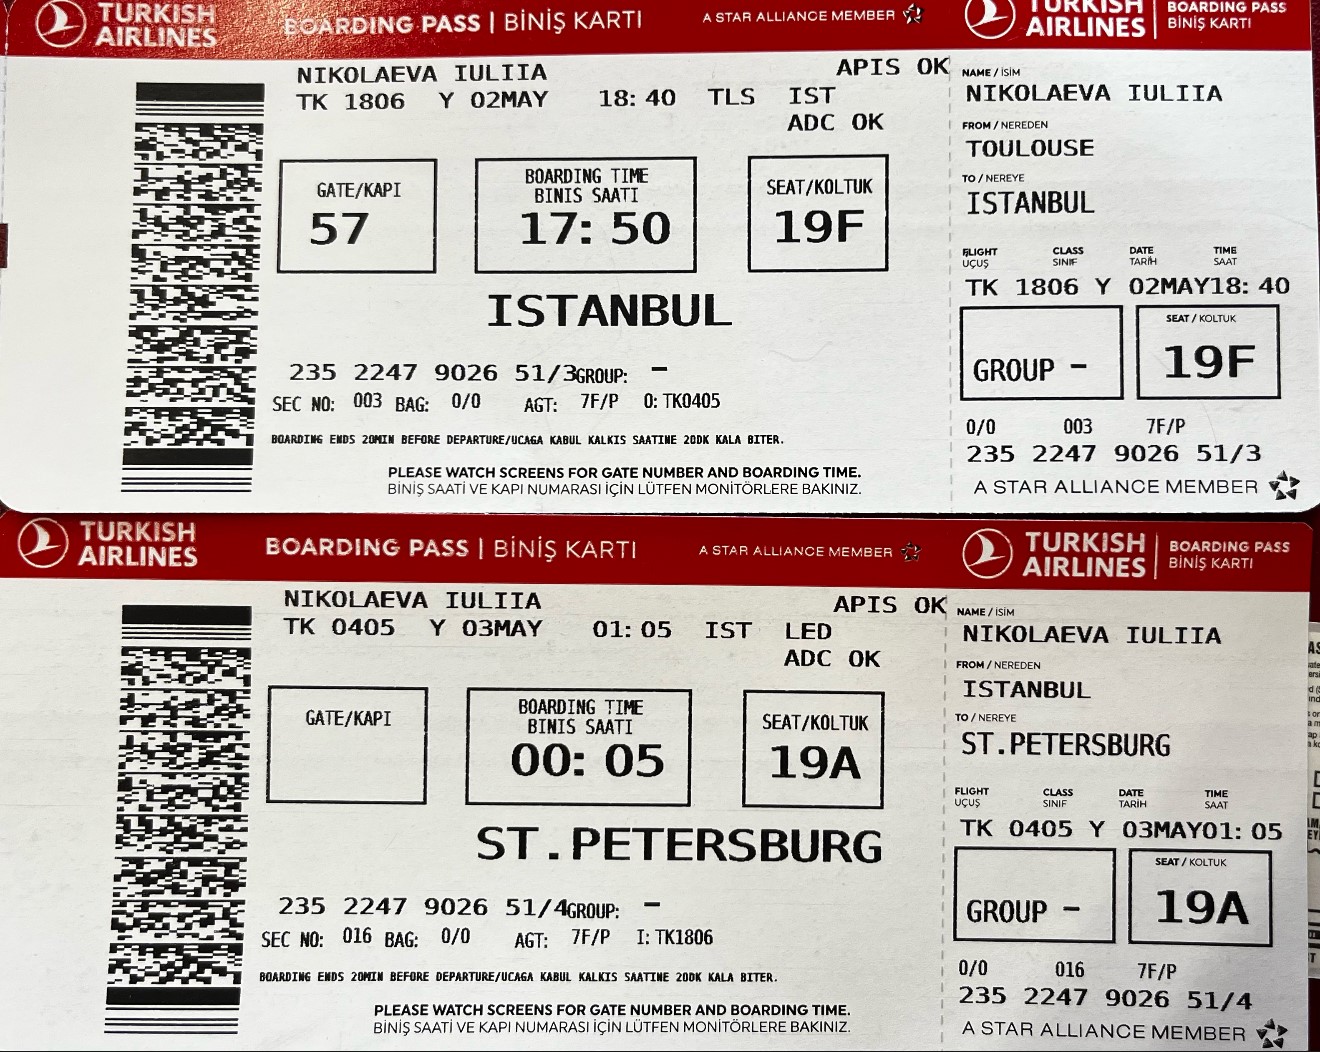 TURKISH AIRLINES BOARDING PASS | BİNİŞ KARTI A STAR ALLIANCE MEMBER
NIKOLAEVA IULIIA APIS OK
TK 1806 Y 02MAY 18:40 TLS IST
ADC OK
GATE/KAPI
57
BOARDING TIME
BINIS SAATI
17:50
SEAT/KOLTUK
19F
ISTANBUL
235 2247 9026 51/3 GROUP: -
SEC NO: 003 BAG: 0/0 AGT: 7F/P O: TK0405
BOARDING ENDS 20MIN BEFORE DEPARTURE/UCAGA KABUL KALKIS SAATINE 20DK KALA BITER.
PLEASE WATCH SCREENS FOR GATE NUMBER AND BOARDING TIME.
BİNİŞ SAATİ VE KAPI NUMARASI İÇİN LÜTFEN MONİTÖRLERE BAKINIZ.
TURKISH AIRLINES
BOARDING PASS
BİNİŞ KARTI
NAME / İSİM
NIKOLAEVA IULIIA
FROM / NEREDEN
TOULOUSE
TO / NEREYE
ISTANBUL
FLIGHT CLASS DATE TIME
UÇUŞ SINIF TARİH SAAT
TK 1806 Y 02MAY18:40
GROUP -
SEAT / KOLTUK
19F
0/0 003 7F/P
235 2247 9026 51/3
A STAR ALLIANCE MEMBER
TURKISH AIRLINES BOARDING PASS | BİNİŞ KARTI A STAR ALLIANCE MEMBER
NIKOLAEVA IULIIA APIS OK
TK 0405 Y 03MAY 01:05 IST LED
ADC OK
GATE/KAPI
BOARDING TIME
BINIS SAATI
00:05
SEAT/KOLTUK
19A
ST.PETERSBURG
235 2247 9026 51/4 GROUP: -
SEC NO: 016 BAG: 0/0 AGT: 7F/P I: TK1806
BOARDING ENDS 20MIN BEFORE DEPARTURE/UCAGA KABUL KALKIS SAATINE 20DK KALA BITER.
PLEASE WATCH SCREENS FOR GATE NUMBER AND BOARDING TIME.
BİNİŞ SAATİ VE KAPI NUMARASI İÇİN LÜTFEN MONİTÖRLERE BAKINIZ.
TURKISH AIRLINES
BOARDING PASS
BİNİŞ KARTI
NAME / İSİM
NIKOLAEVA IULIIA
FROM / NEREDEN
ISTANBUL
TO / NEREYE
ST.PETERSBURG
FLIGHT CLASS DATE TIME
UÇUŞ SINIF TARİH SAAT
TK 0405 Y 03MAY01:05
GROUP -
SEAT / KOLTUK
19A
0/0 016 7F/P
235 2247 9026 51/4
A STAR ALLIANCE MEMBER